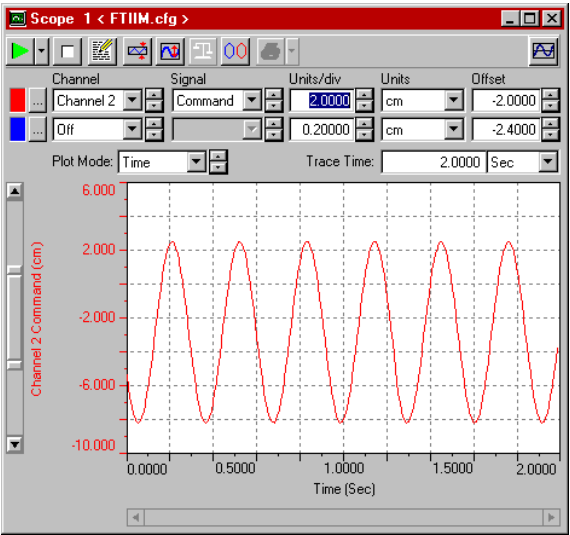 Scope 1 < FTIIM.cfg >
Channel Signal Units/div Units Offset
... Channel 2 Command 2.0000 cm -2.0000
... Off 0.20000 cm -2.4000
Plot Mode: Time Trace Time: 2.0000 Sec
6.000
2.000
-2.000
-6.000
-10.000
Channel 2 Command (cm)
0.0000 0.5000 1.0000 1.5000 2.0000
Time (Sec)